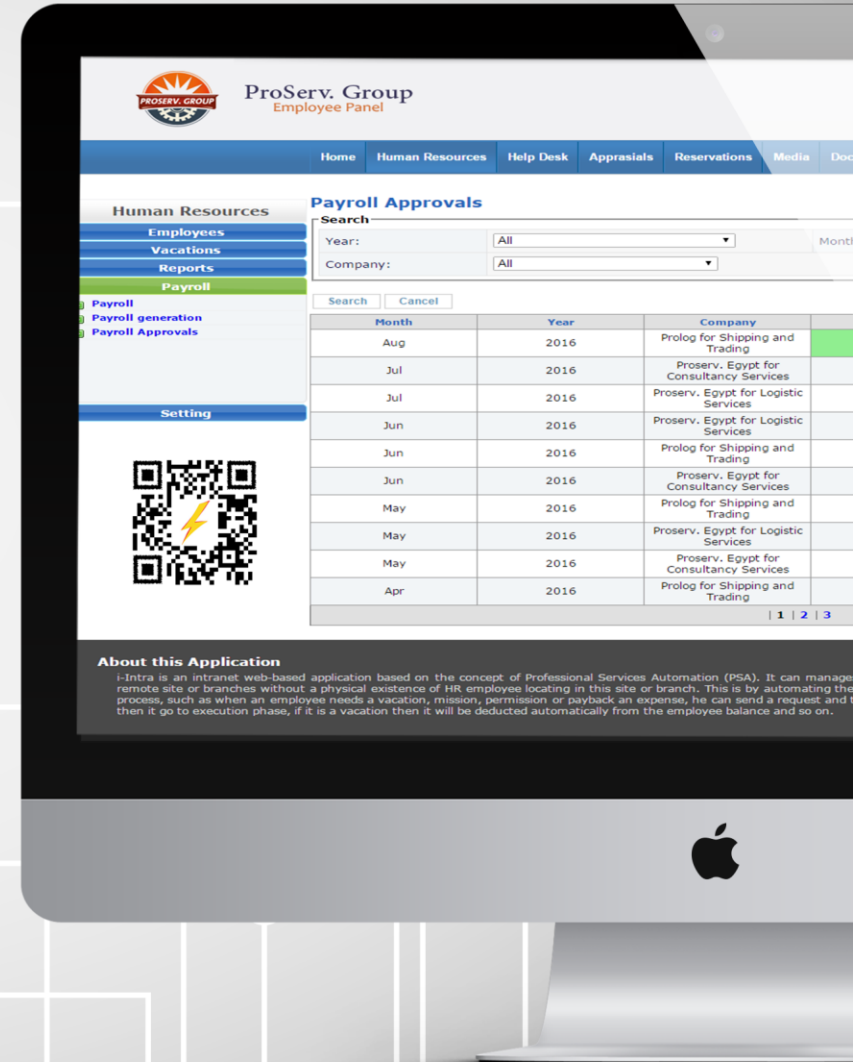 PROSERV. GROUP
ProServ. Group
Employee Panel
Home Human Resources Help Desk Apprasials Reservations Media Doc
Human Resources
Employees
Vacations
Reports
Payroll
Payroll
Payroll generation
Payroll Approvals
Setting
Payroll Approvals
Search
Year: All Month
Company: All
Search Cancel
Month Year Company
Aug 2016 Prolog for Shipping and
Trading
Jul 2016 Proserv. Egypt for
Consultancy Services
Jul 2016 Proserv. Egypt for Logistic
Services
Jun 2016 Proserv. Egypt for Logistic
Services
Jun 2016 Prolog for Shipping and
Trading
Jun 2016 Proserv. Egypt for
Consultancy Services
May 2016 Prolog for Shipping and
Trading
May 2016 Proserv. Egypt for Logistic
Services
May 2016 Proserv. Egypt for
Consultancy Services
Apr 2016 Prolog for Shipping and
Trading
| 1 | 2 | 3
About this Application
i-Intra is an intranet web-based application based on the concept of Professional Services Automation (PSA). It can manage
remote site or branches without a physical existence of HR employee locating in this site or branch. This is by automating the
process, such as when an employee needs a vacation, mission, permission or payback an expense, he can send a request and
then it go to execution phase, if it is a vacation then it will be deducted automatically from the employee balance and so on.